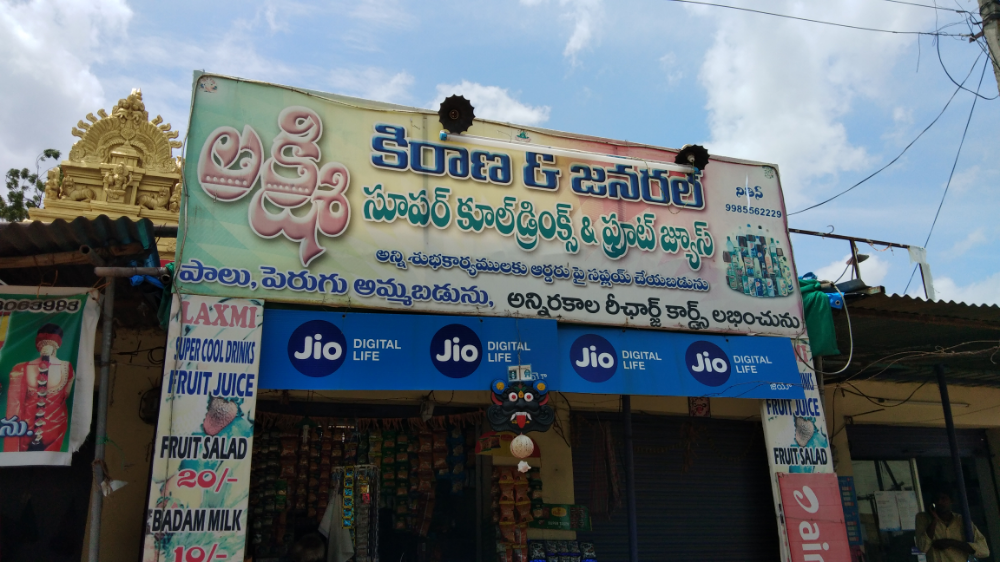 లక్ష్మీ
కిరాణ & జనరల్
సూపర్ కూల్‌డ్రింక్స్ & ఫ్రూట్ జ్యూస్
9985562229
అన్ని శుభకార్యములకు ఆర్డరు పై సప్లయ్ చేయబడును
పాలు, పెరుగు అమ్మబడును, అన్నిరకాల రీఛార్జ్ కార్డ్స్ లభించును
Jio DIGITAL LIFE
Jio DIGITAL LIFE
Jio DIGITAL LIFE
Jio DIGITAL LIFE
జియో
LAXMI
SUPER COOL DRINKS
FRUIT JUICE
FRUIT SALAD
20/-
BADAM MILK
10/-
FRUIT JUICE
FRUIT SALAD